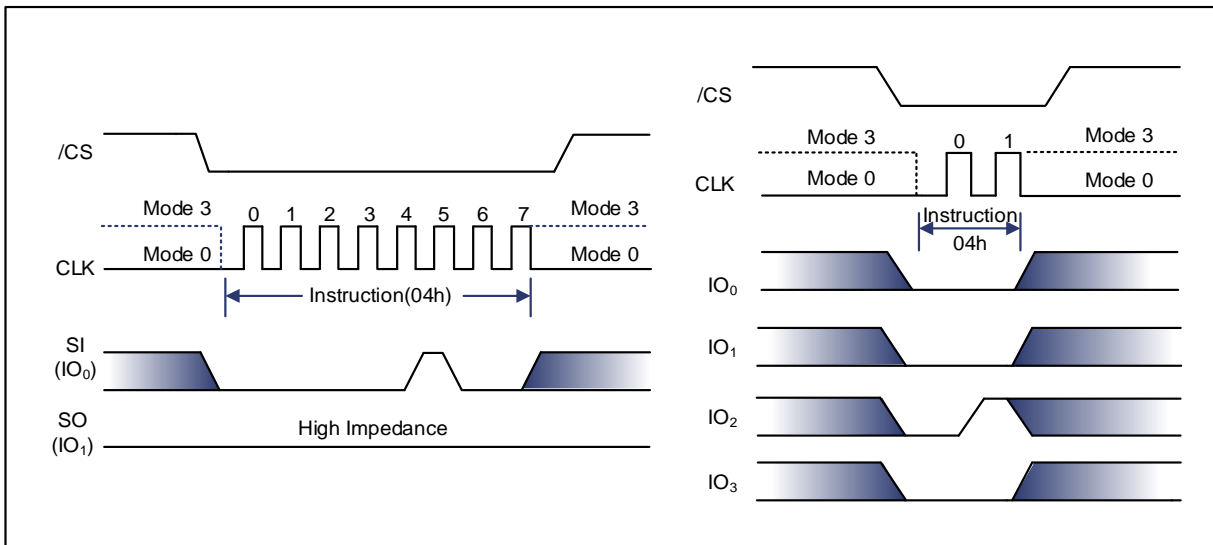 /CS
Mode 3 0 1 2 3 4 5 6 7 Mode 3
Mode 0 Mode 0
CLK
Instruction(04h)
SI
(IO₀)
SO
(IO₁)
High Impedance
/CS
Mode 3 0 1 Mode 3
Mode 0 Mode 0
CLK
Instruction
04h
IO₀
IO₁
IO₂
IO₃